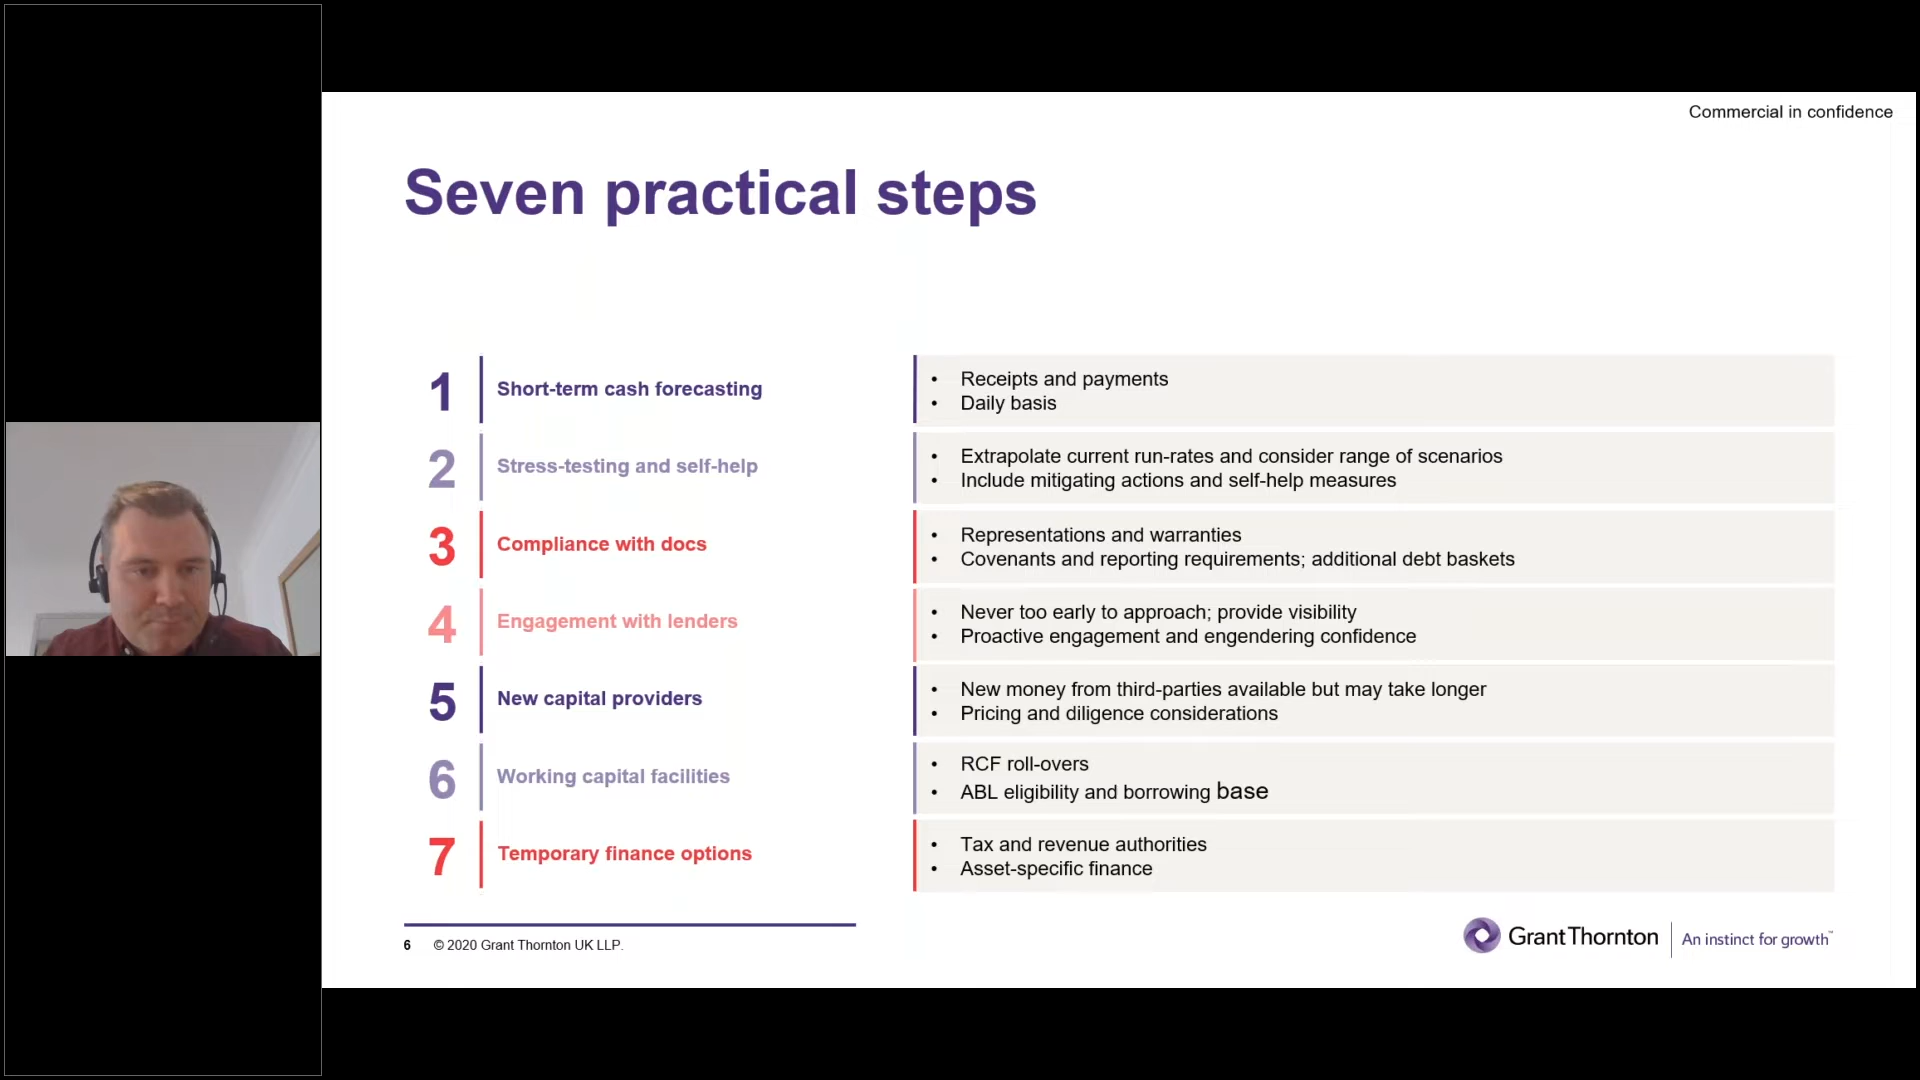 Commercial in confidence
Seven practical steps
1 Short-term cash forecasting
• Receipts and payments
• Daily basis
2 Stress-testing and self-help
• Extrapolate current run-rates and consider range of scenarios
• Include mitigating actions and self-help measures
3 Compliance with docs
• Representations and warranties
• Covenants and reporting requirements; additional debt baskets
4 Engagement with lenders
• Never too early to approach; provide visibility
• Proactive engagement and engendering confidence
5 New capital providers
• New money from third-parties available but may take longer
• Pricing and diligence considerations
6 Working capital facilities
• RCF roll-overs
• ABL eligibility and borrowing base
7 Temporary finance options
• Tax and revenue authorities
• Asset-specific finance
6 © 2020 Grant Thornton UK LLP.
Grant Thornton An instinct for growth™